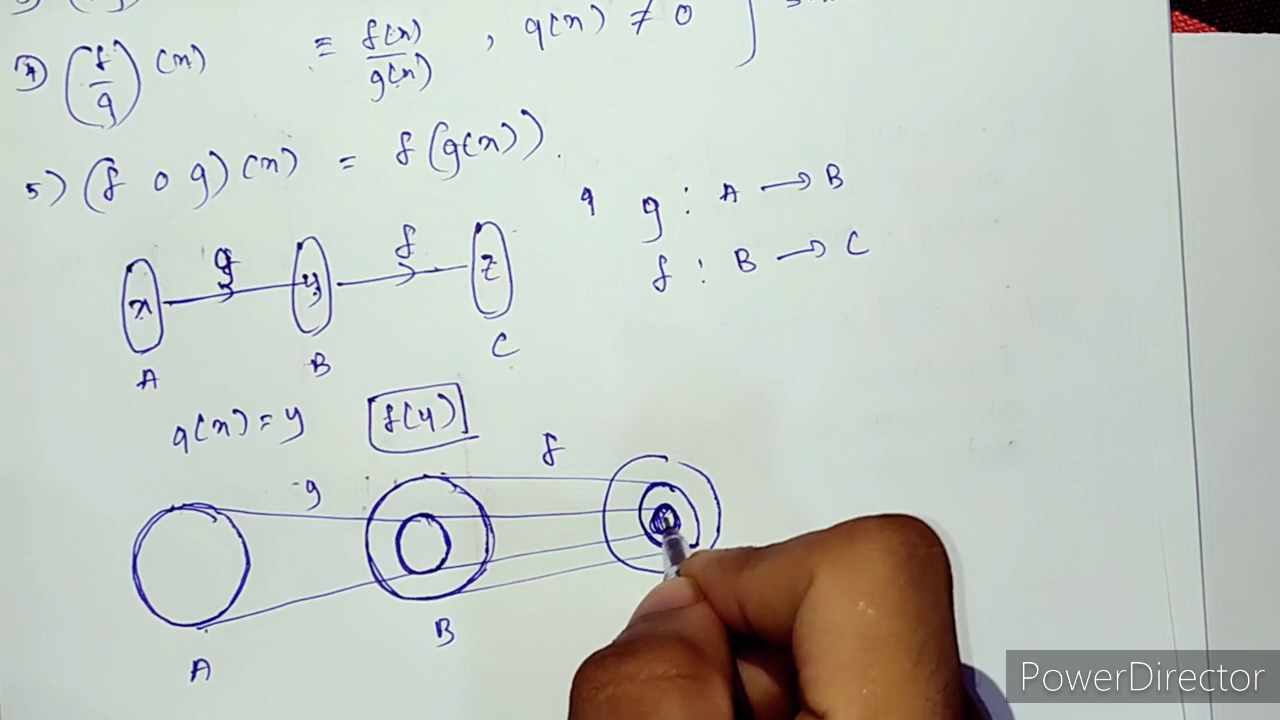 4) (f/g) (x) = f(x)/g(x) , g(x) ≠ 0
5) (f o g) (x) = f(g(x)).
g : A → B
f : B → C
g f
x y z
A B C
g(x) = y f(y)
g f
A B
PowerDirector